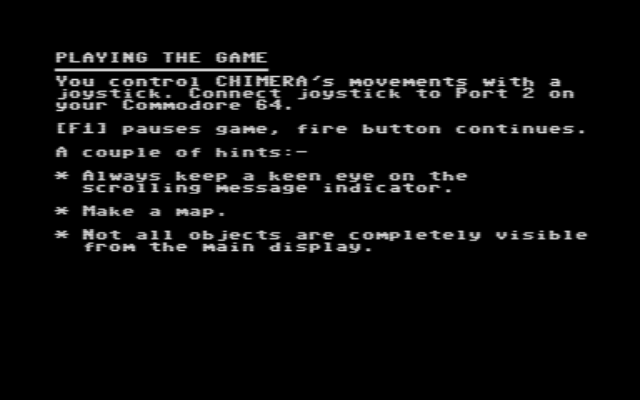 PLAYING THE GAME
You control CHIMERA's movements with a
joystick. Connect joystick to Port 2 on
your Commodore 64.
[F1] pauses game, fire button continues.
A couple of hints:-
* Always keep a keen eye on the
scrolling message indicator.
* Make a map.
* Not all objects are completely visible
from the main display.